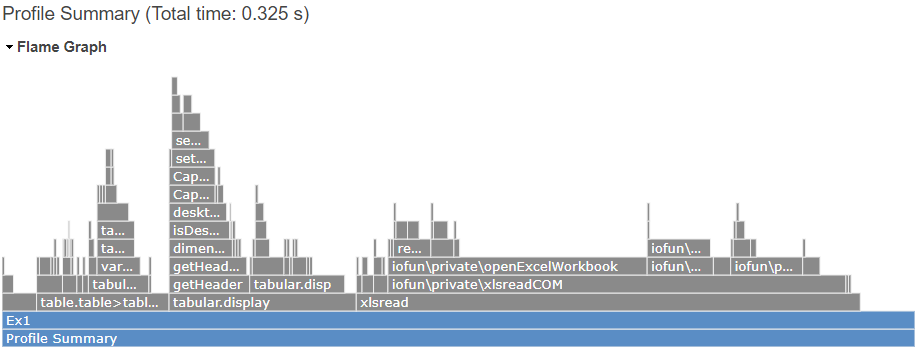 Profile Summary (Total time: 0.325 s)
Flame Graph
se...
set...
Cap...
Cap...
deskt...
ta... isDes...
ta... dimen... re... iofun\...
var... getHead... iofun\private\openExcelWorkbook iofun\... iofun\p...
tabul... getHeader tabular.disp iofun\private\xlsreadCOM
table.table>tabl... tabular.display xlsread
Ex1
Profile Summary